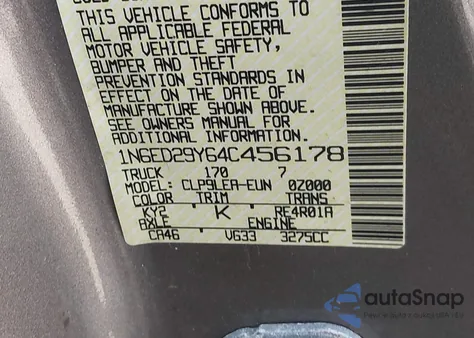 THIS VEHICLE CONFORMS TO
ALL APPLICABLE FEDERAL
MOTOR VEHICLE SAFETY,
BUMPER AND THEFT
PREVENTION STANDARDS IN
EFFECT ON THE DATE OF
MANUFACTURE SHOWN ABOVE.
SEE OWNERS MANUAL FOR
ADDITIONAL INFORMATION.
1N6ED29Y64C456178
TRUCK 170 7
MODEL: CLP9LEA-EUN 0Z000
COLOR TRIM TRANS
KY2 K RE4R01A
AXLE ENGINE
CA46 VG33 3275CC
autaSnap